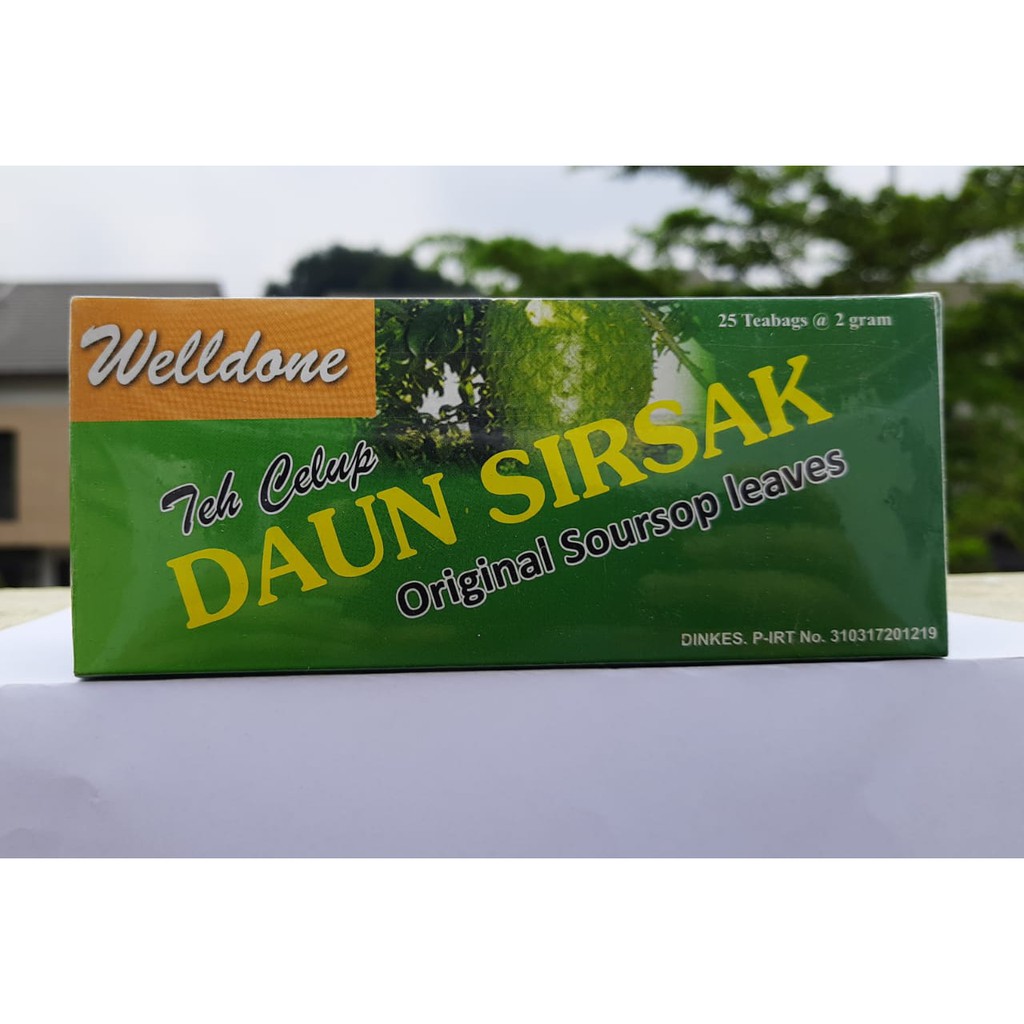 Welldone
25 Teabags @ 2 gram
Teh Celup
DAUN SIRSAK
Original Soursop leaves
DINKES. P-IRT No. 310317201219